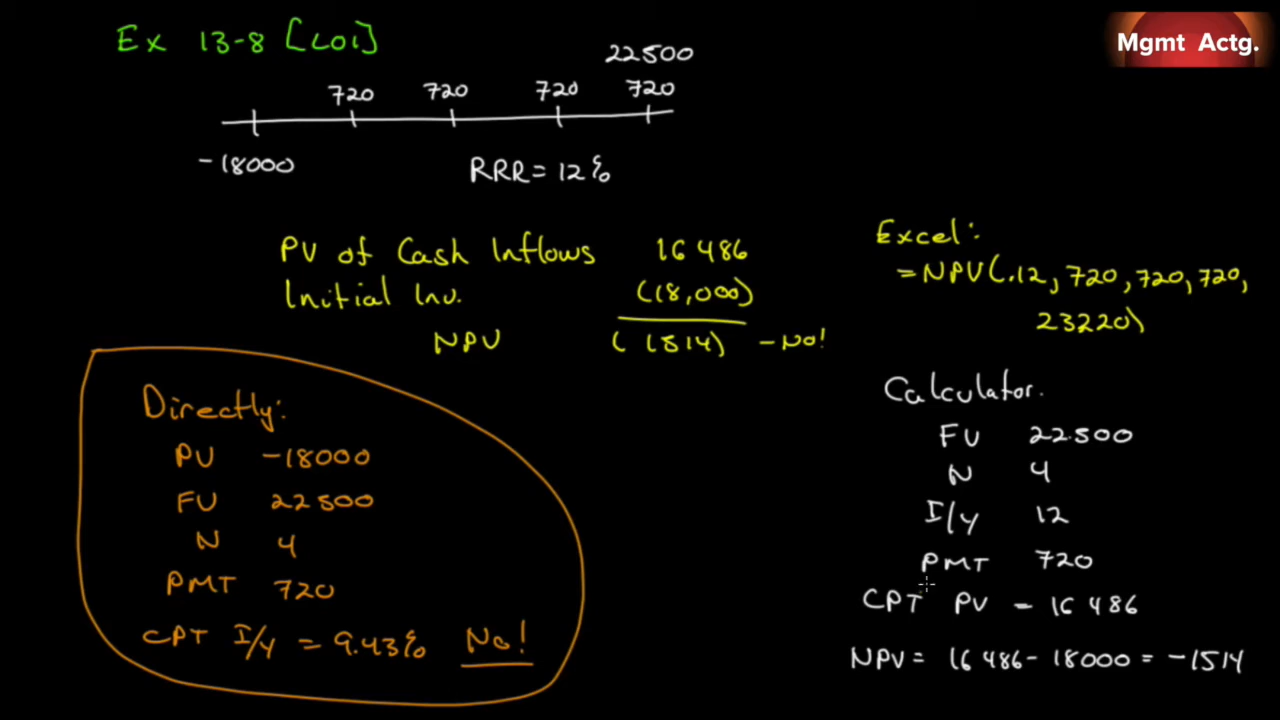 Ex 13-8 [LO1]
Mgmt Actg.
22500
720 720 720 720
-18000
RRR = 12%
PV of Cash Inflows 16 486
Initial Inv. (18,000)
NPV (1514) - No!
Excel:
=NPV(.12, 720, 720, 720,
23220)
Directly:
PV -18000
FV 22500
N 4
PMT 720
CPT I/Y = 9.43% No!
Calculator.
FV 22500
N 4
I/Y 12
PMT 720
CPT PV = 16 486
NPV = 16 486 - 18000 = -1514